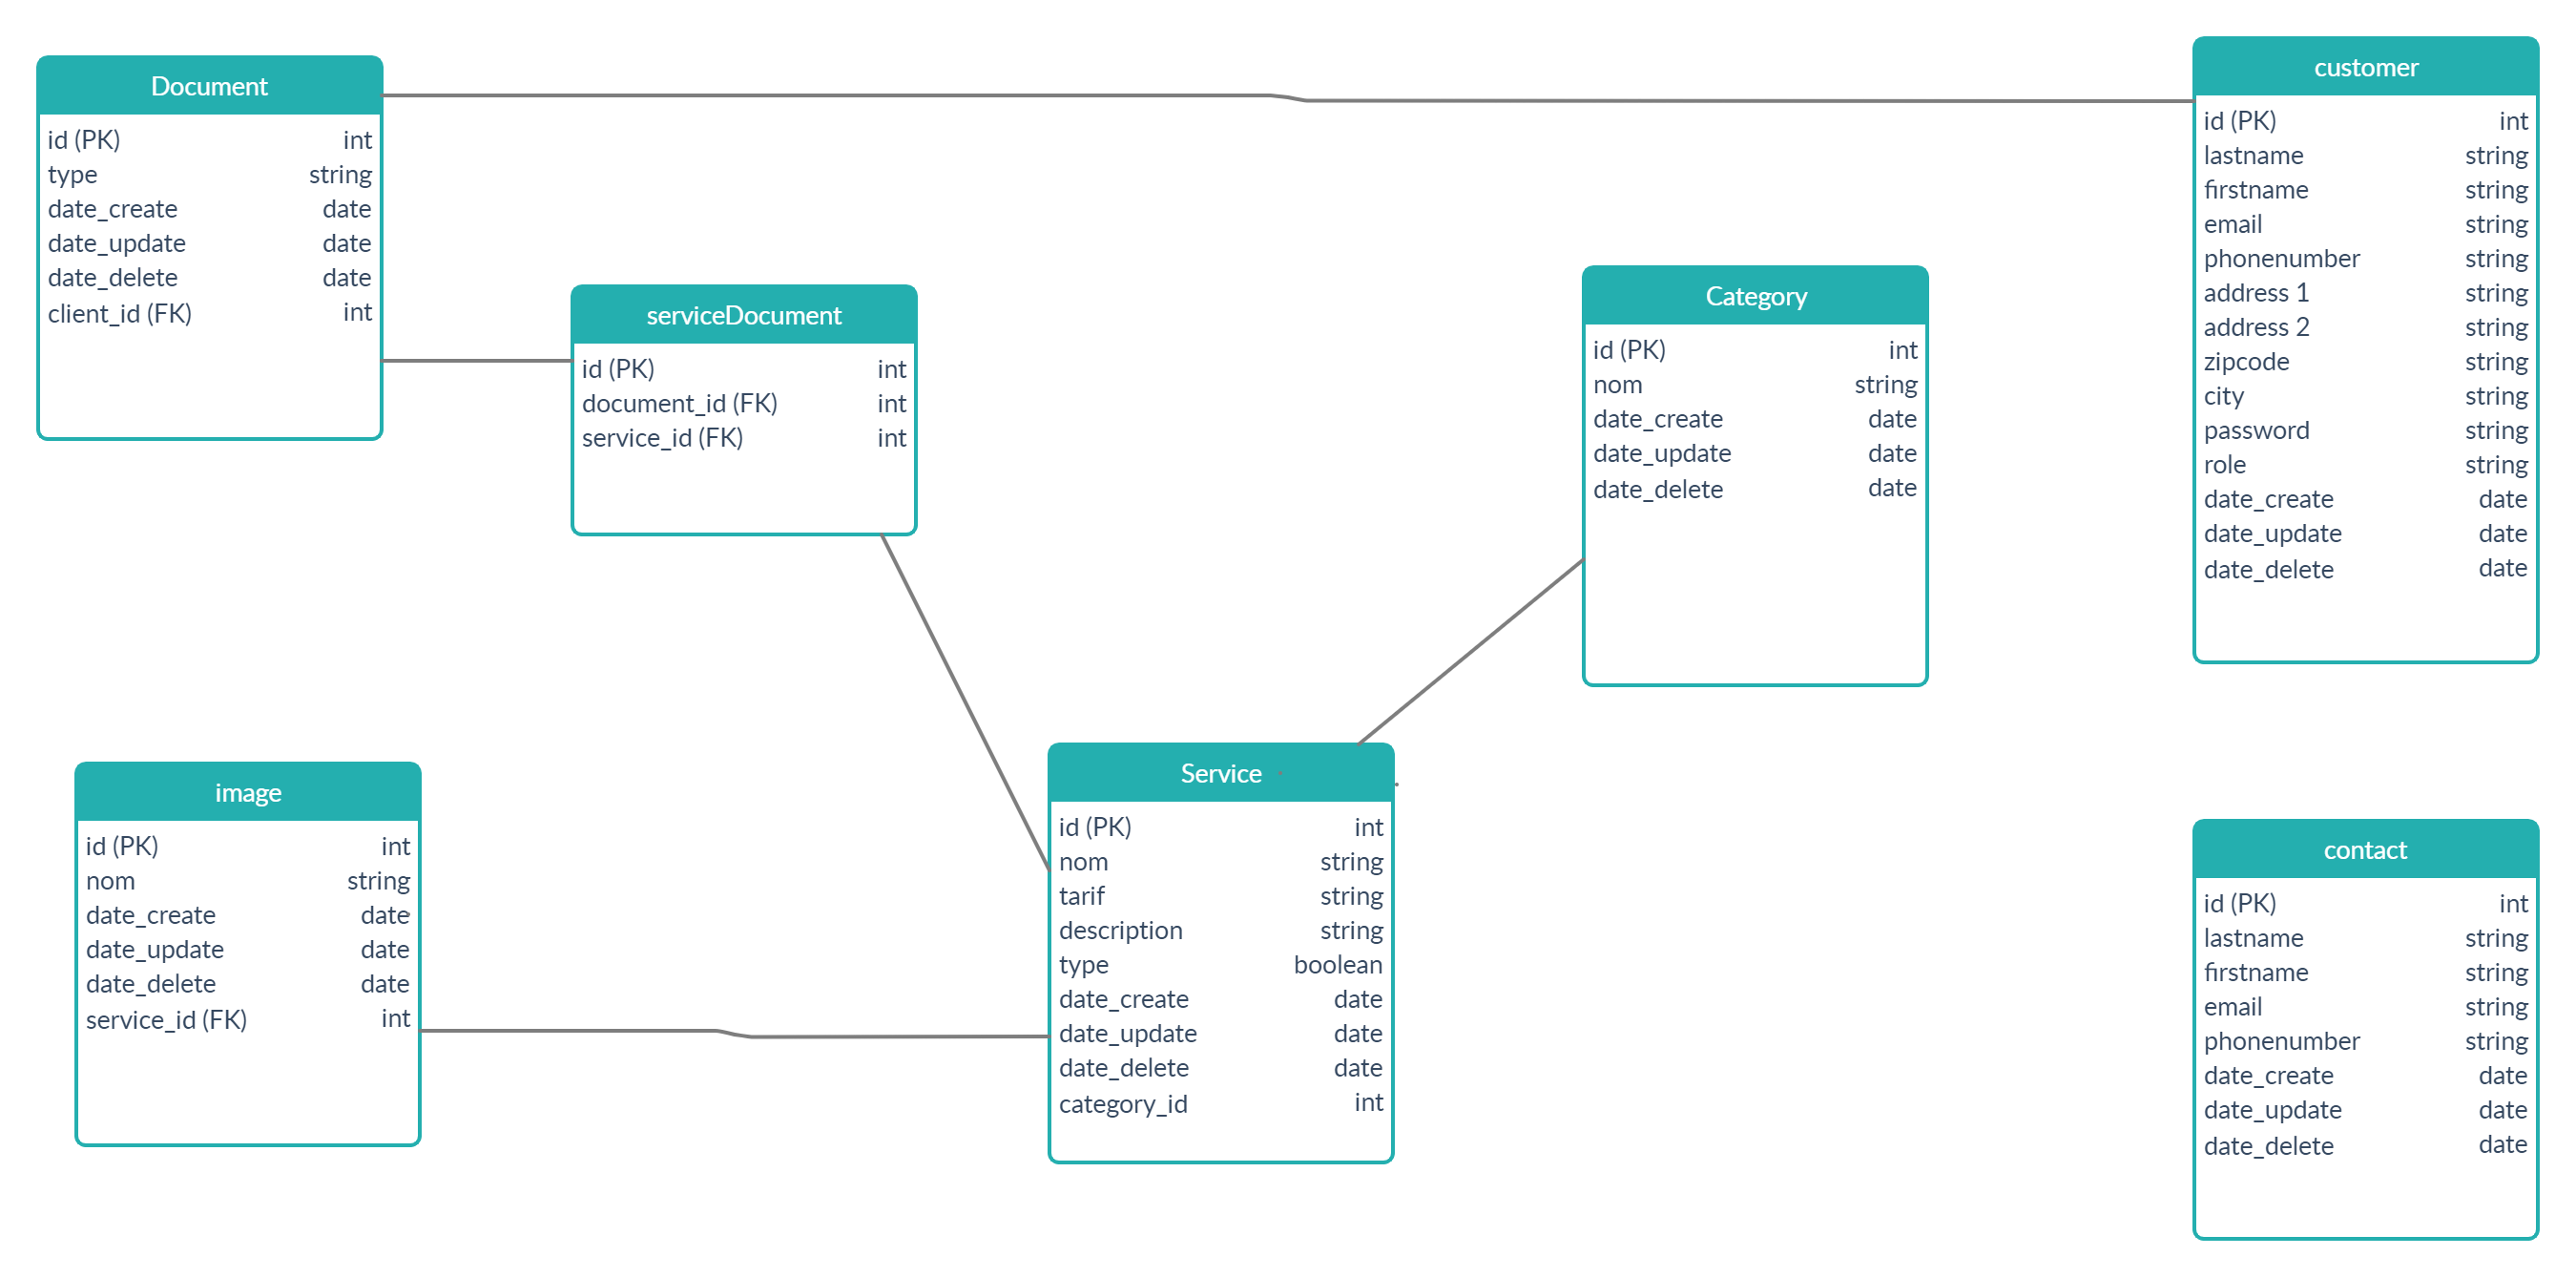 Document
id (PK) int
type string
date_create date
date_update date
date_delete date
client_id (FK) int
serviceDocument
id (PK) int
document_id (FK) int
service_id (FK) int
Category
id (PK) int
nom string
date_create date
date_update date
date_delete date
customer
id (PK) int
lastname string
firstname string
email string
phonenumber string
address 1 string
address 2 string
zipcode string
city string
password string
role string
date_create date
date_update date
date_delete date
image
id (PK) int
nom string
date_create date
date_update date
date_delete date
service_id (FK) int
Service
id (PK) int
nom string
tarif string
description string
type boolean
date_create date
date_update date
date_delete date
category_id int
contact
id (PK) int
lastname string
firstname string
email string
phonenumber string
date_create date
date_update date
date_delete date